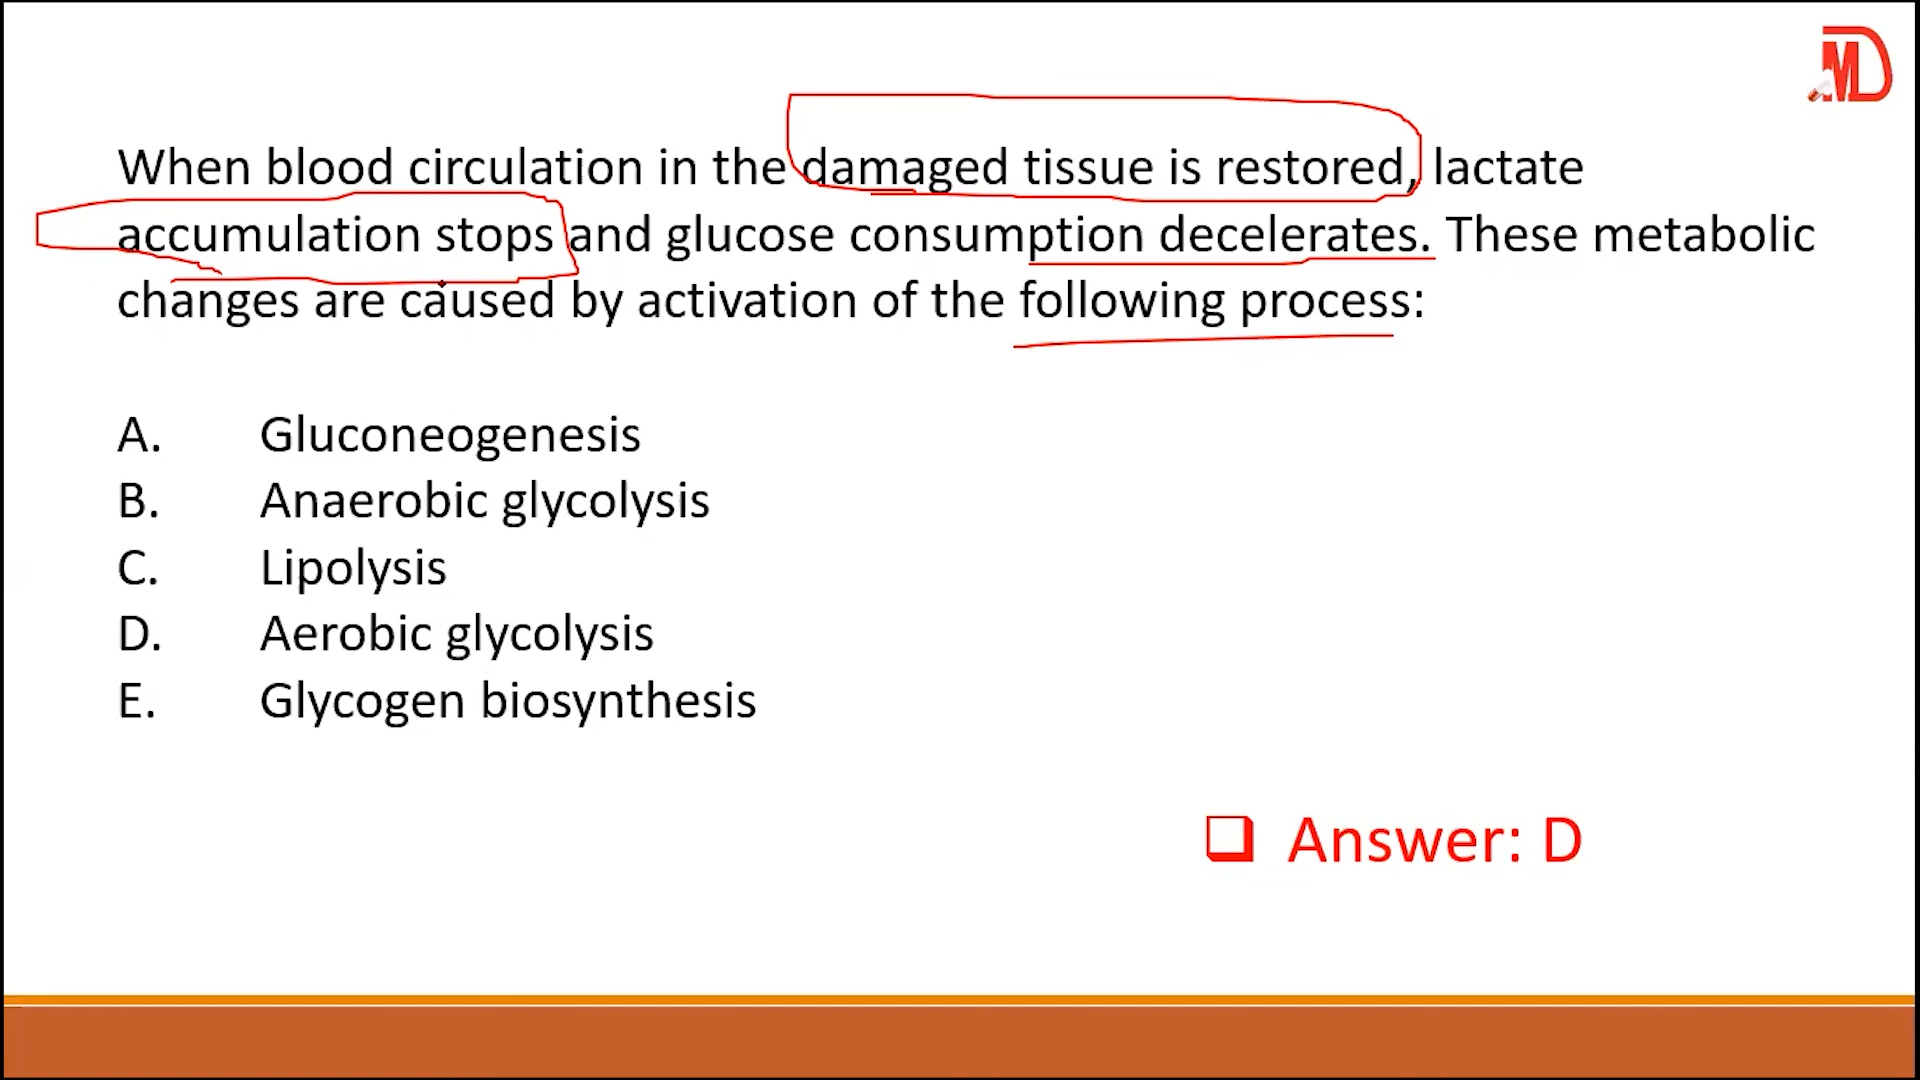 MD
When blood circulation in the damaged tissue is restored, lactate
accumulation stops and glucose consumption decelerates. These metabolic
changes are caused by activation of the following process:
A. Gluconeogenesis
B. Anaerobic glycolysis
C. Lipolysis
D. Aerobic glycolysis
E. Glycogen biosynthesis
❑ Answer: D